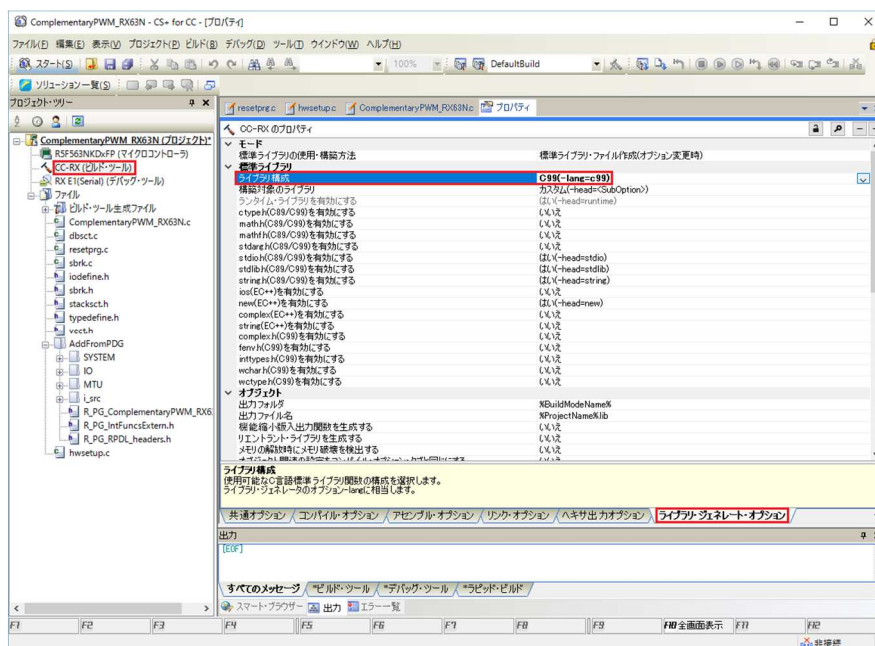 ComplementaryPWM_RX63N - CS+ for CC - [プロパティ]
ファイル(F) 編集(E) 表示(V) プロジェクト(P) ビルド(B) デバッグ(D) ツール(T) ウインドウ(W) ヘルプ(H)
スタート(S) 100% DefaultBuild
ソリューション一覧(S)
プロジェクト・ツリー
ComplementaryPWM_RX63N (プロジェクト)*
R5F563NKDxFP (マイクロコントローラ)
CC-RX (ビルド・ツール)
RX E1(Serial) (デバッグ・ツール)
ファイル
ビルド・ツール生成ファイル
ComplementaryPWM_RX63N.c
dbsct.c
resetprg.c
sbrk.c
iodefine.h
sbrk.h
stacksct.h
typedefine.h
vect.h
AddFromPDG
SYSTEM
IO
MTU
i_src
R_PG_ComplementaryPWM_RX6
R_PG_IntFuncsExtern.h
R_PG_RPDL_headers.h
hwsetup.c
resetprg.c hwsetup.c ComplementaryPWM_RX63N.c プロパティ
CC-RX のプロパティ
モード
標準ライブラリの使用・構築方法 標準ライブラリ・ファイル作成(オプション変更時)
標準ライブラリ
ライブラリ構成 C99(-lang=c99)
構築対象のライブラリ カスタム(-head=<SubOption>)
ランタイム・ライブラリを有効にする はい(-head=runtime)
ctype.h(C89/C99)を有効にする いいえ
math.h(C89/C99)を有効にする いいえ
mathf.h(C89/C99)を有効にする いいえ
stdarg.h(C89/C99)を有効にする いいえ
stdio.h(C89/C99)を有効にする はい(-head=stdio)
stdlib.h(C89/C99)を有効にする はい(-head=stdlib)
string.h(C89/C99)を有効にする はい(-head=string)
ios(EC++)を有効にする いいえ
new(EC++)を有効にする はい(-head=new)
complex(EC++)を有効にする いいえ
string(EC++)を有効にする いいえ
complex.h(C99)を有効にする いいえ
fenv.h(C99)を有効にする いいえ
inttypes.h(C99)を有効にする いいえ
wchar.h(C99)を有効にする いいえ
wctype.h(C99)を有効にする いいえ
オブジェクト
出力フォルダ %BuildModeName%
出力ファイル名 %ProjectName%.lib
機能縮小版入出力関数を生成する いいえ
リエントラント・ライブラリを生成する いいえ
メモリの解放時にメモリ破壊を検出する いいえ
ライブラリ構成
使用可能なC言語標準ライブラリ関数の構成を選択します。
ライブラリ・ジェネレータのオプション-langに相当します。
共通オプション コンパイル・オプション アセンブル・オプション リンク・オプション ヘキサ出力オプション ライブラリ・ジェネレート・オプション
出力
[EOF]
すべてのメッセージ *ビルド・ツール *デバッグ・ツール *ラピッド・ビルド
スマート・ブラウザー 出力 エラー一覧
F1 F2 F3 F4 F5 F6 F7 F8 F9 F10 全画面表示 F11 F12
非接続